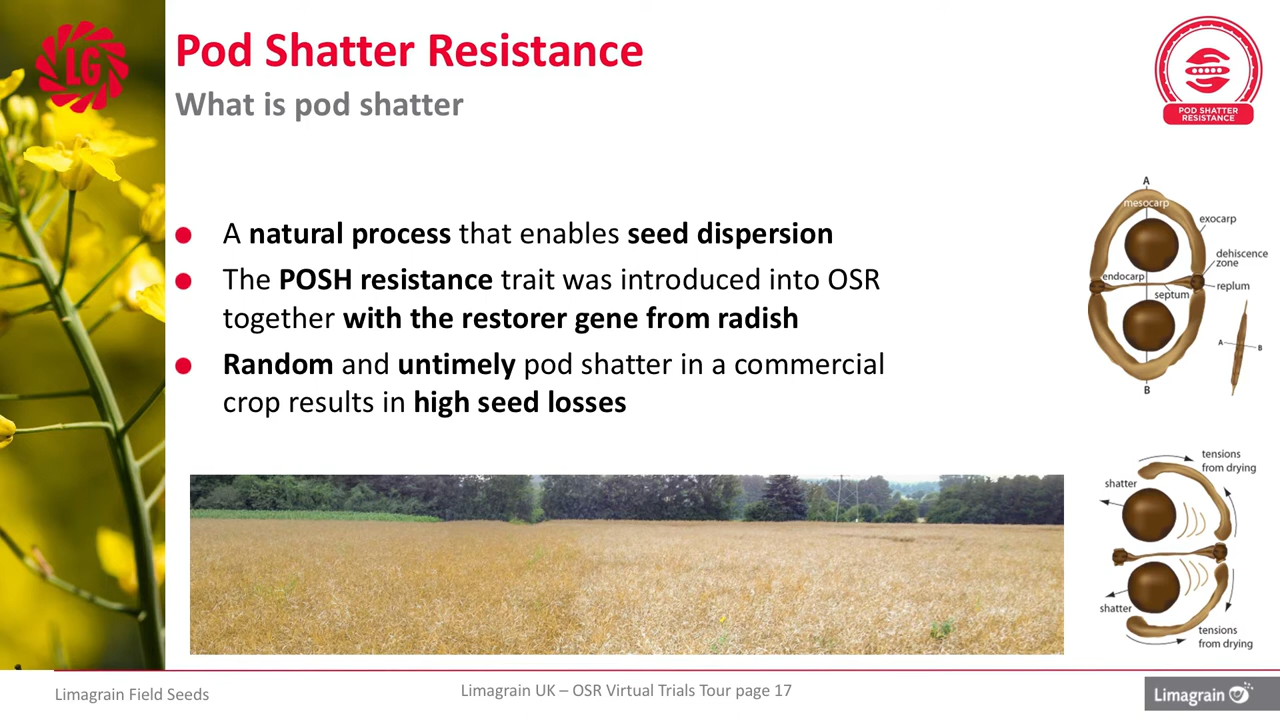 LG
Pod Shatter Resistance
What is pod shatter
POD SHATTER
RESISTANCE
A natural process that enables seed dispersion
The POSH resistance trait was introduced into OSR
together with the restorer gene from radish
Random and untimely pod shatter in a commercial
crop results in high seed losses
A
mesocarp
exocarp
dehiscence
zone
endocarp
replum
septum
A
B
B
tensions
from drying
shatter
shatter
tensions
from drying
Limagrain Field Seeds
Limagrain UK – OSR Virtual Trials Tour page 17
Limagrain